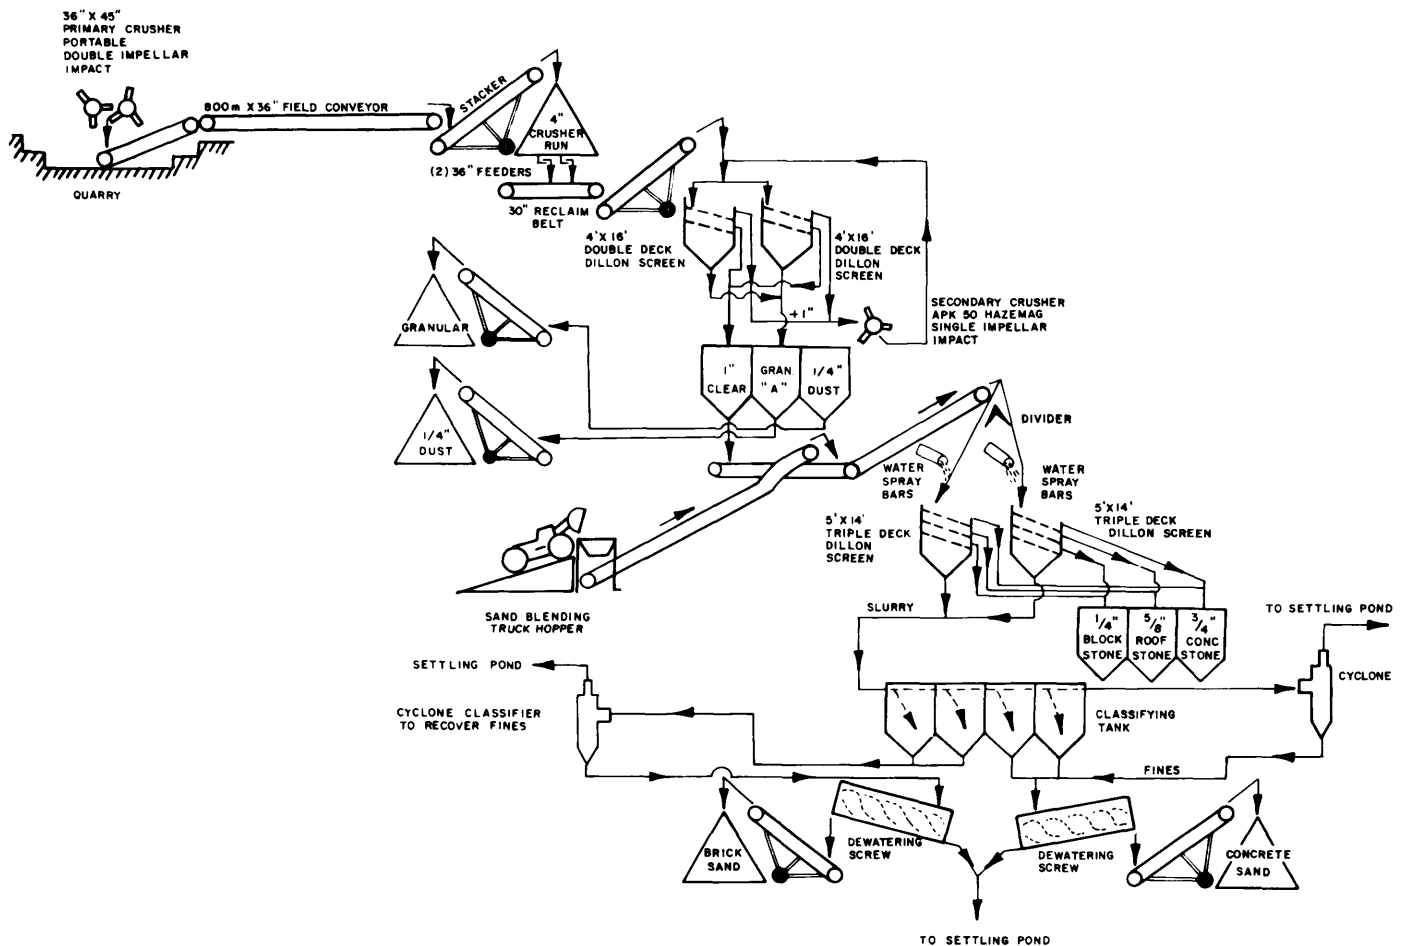 36" X 45"
PRIMARY CRUSHER
PORTABLE
DOUBLE IMPELLAR
IMPACT
800m X 36" FIELD CONVEYOR
STACKER
4"
CRUSHER
RUN
(2) 36" FEEDERS
QUARRY
30" RECLAIM
BELT
4'X 16'
DOUBLE DECK
DILLON SCREEN
4'X 16'
DOUBLE DECK
DILLON
SCREEN
GRANULAR
+1"
SECONDARY CRUSHER
APK 50 HAZEMAG
SINGLE IMPELLAR
IMPACT
1"
CLEAR
GRAN.
"A"
1/4"
DUST
1/4"
DUST
DIVIDER
WATER
SPRAY
BARS
WATER
SPRAY
BARS
5'X 14'
TRIPLE DECK
DILLON
SCREEN
5'X 14'
TRIPLE DECK
DILLON SCREEN
SAND BLENDING
TRUCK HOPPER
SLURRY
1/4"
BLOCK
STONE
5/8"
ROOF
STONE
3/4"
CONC
STONE
TO SETTLING POND
SETTLING POND
CYCLONE
CYCLONE CLASSIFIER
TO RECOVER FINES
CLASSIFYING
TANK
FINES
BRICK
SAND
DEWATERING
SCREW
DEWATERING
SCREW
CONCRETE
SAND
TO SETTLING POND